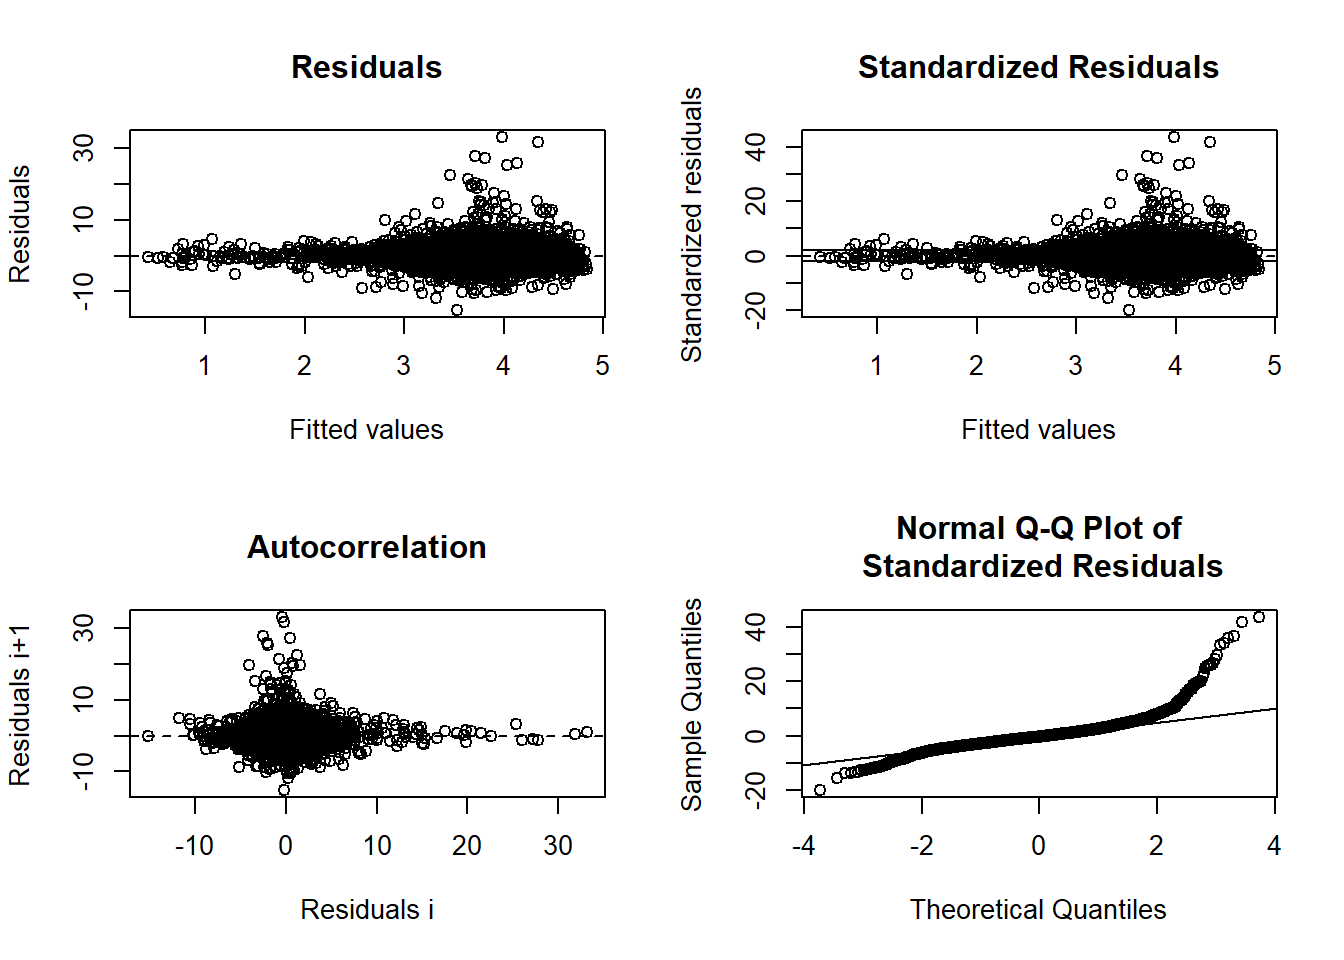 Residuals
Residuals
-10 10 30
1 2 3 4 5
Fitted values
Standardized Residuals
Standardized residuals
-20 0 20 40
1 2 3 4 5
Fitted values
Autocorrelation
Residuals i+1
-10 10 30
-10 0 10 20 30
Residuals i
Normal Q-Q Plot of
Standardized Residuals
Sample Quantiles
-20 0 20 40
-4 -2 0 2 4
Theoretical Quantiles